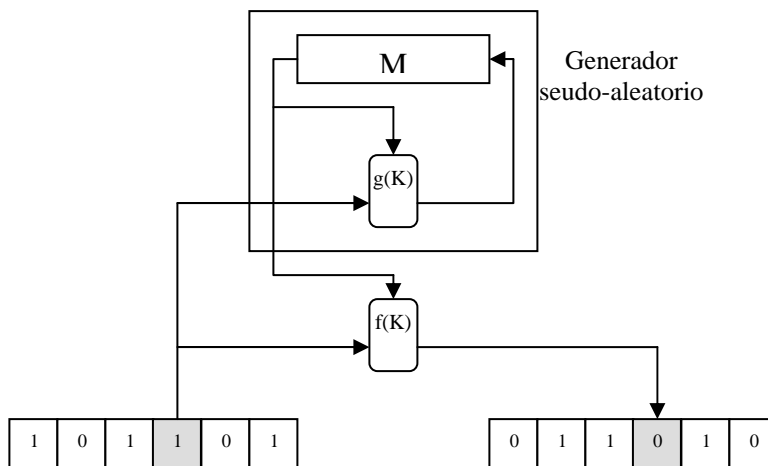 M
Generador
seudo-aleatorio
g(K)
f(K)
1 0 1 1 0 1
0 1 1 0 1 0